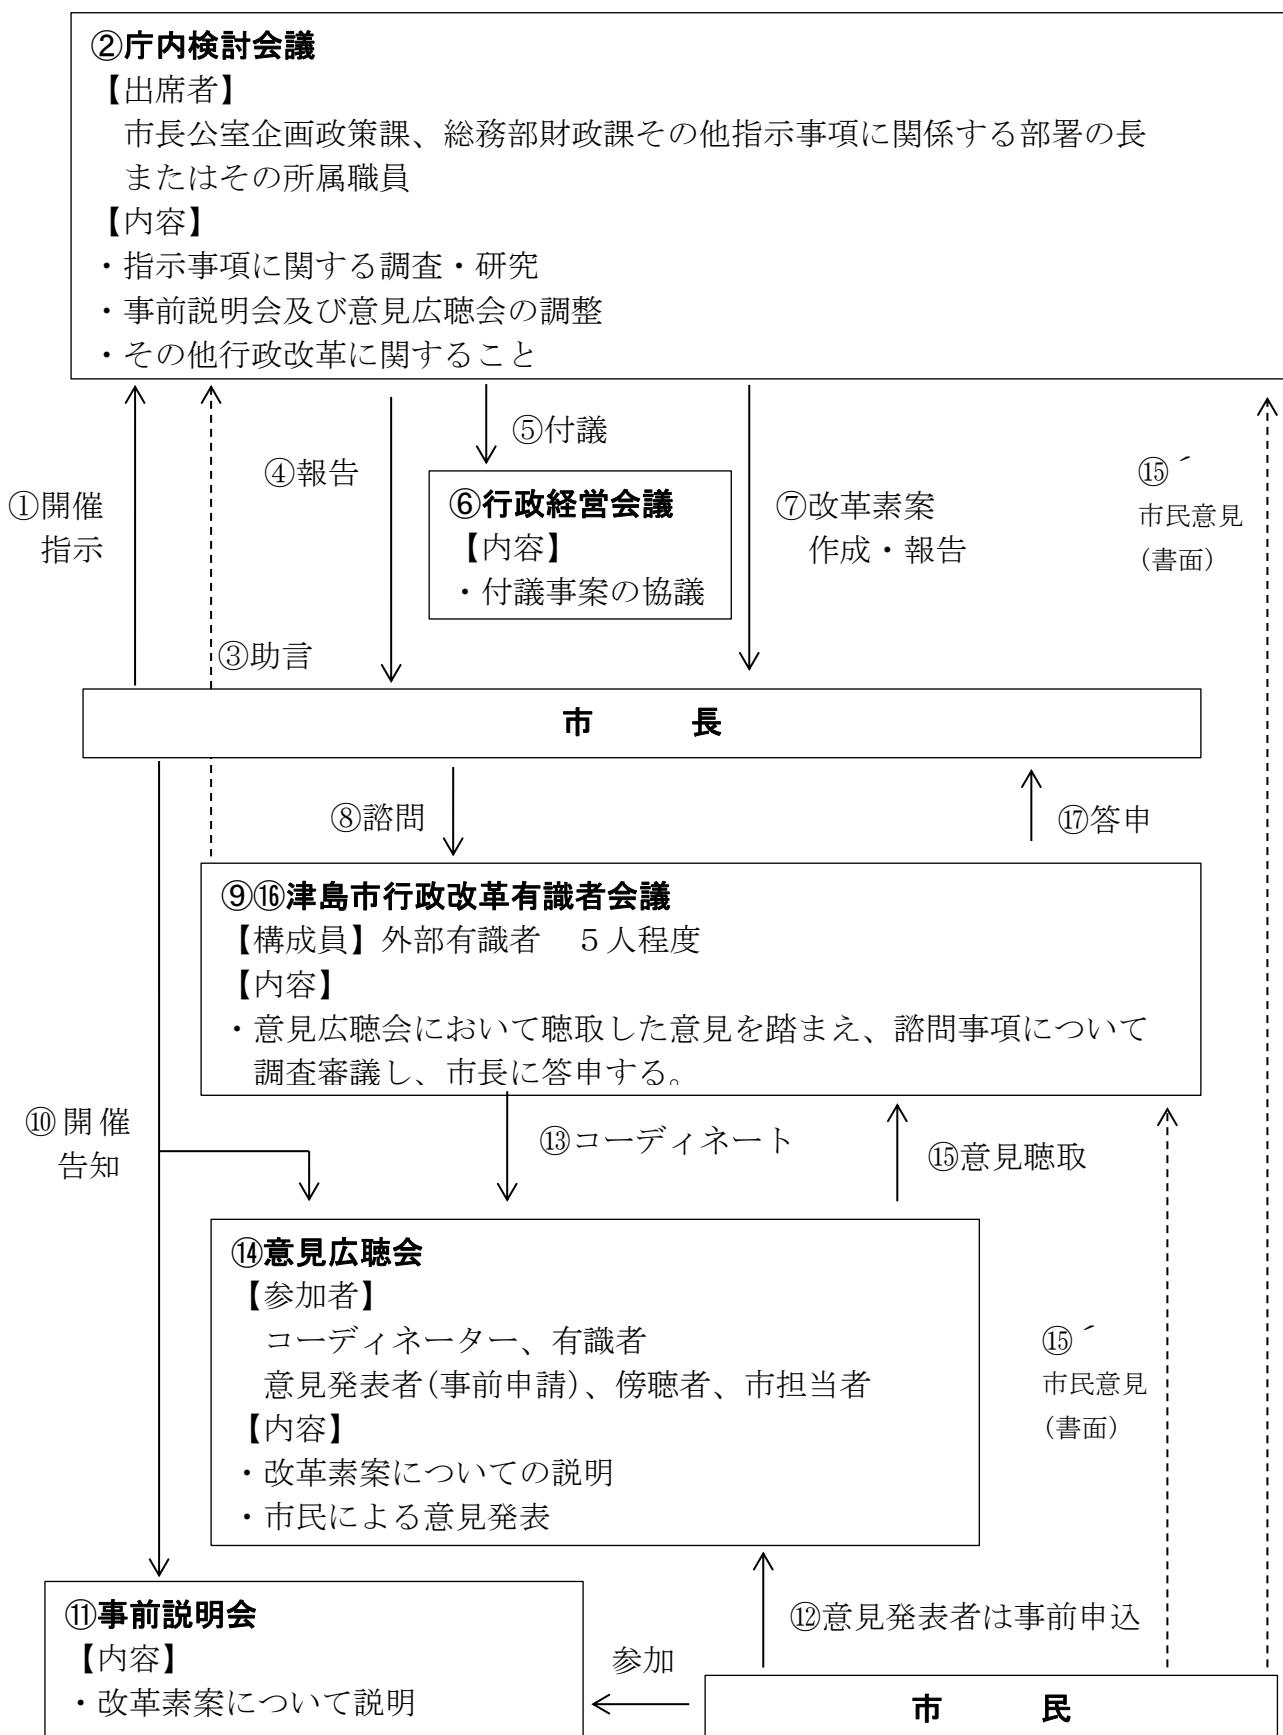 ②庁内検討会議
【出席者】
市長公室企画政策課、総務部財政課その他指示事項に関係する部署の長
またはその所属職員
【内容】
・指示事項に関する調査・研究
・事前説明会及び意見広聴会の調整
・その他行政改革に関すること
①開催
指示
③助言
④報告
⑤付議
⑥行政経営会議
【内容】
・付議事案の協議
⑦改革素案
作成・報告
⑮´
市民意見
(書面)
市　　　長
⑧諮問
⑰答申
⑨⑯津島市行政改革有識者会議
【構成員】外部有識者　５人程度
【内容】
・意見広聴会において聴取した意見を踏まえ、諮問事項について
調査審議し、市長に答申する。
⑩開催
告知
⑬コーディネート
⑮意見聴取
⑭意見広聴会
【参加者】
コーディネーター、有識者
意見発表者(事前申請)、傍聴者、市担当者
【内容】
・改革素案についての説明
・市民による意見発表
⑮´
市民意見
(書面)
⑪事前説明会
【内容】
・改革素案について説明
参加
⑫意見発表者は事前申込
市　　　民